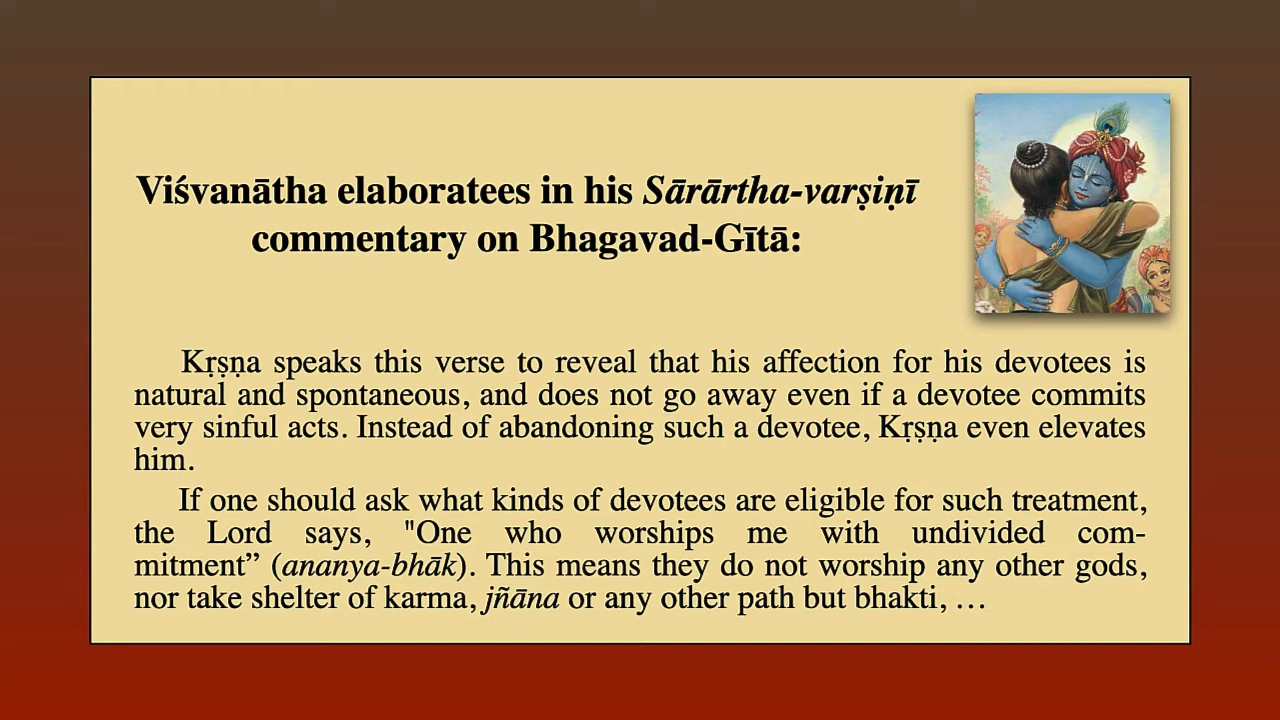 Viśvanātha elaboratees in his Sārārtha-varṣiṇī
commentary on Bhagavad-Gītā:
Kṛṣṇa speaks this verse to reveal that his affection for his devotees is
natural and spontaneous, and does not go away even if a devotee commits
very sinful acts. Instead of abandoning such a devotee, Kṛṣṇa even elevates
him.
If one should ask what kinds of devotees are eligible for such treatment,
the Lord says, "One who worships me with undivided com-
mitment” (ananya-bhāk). This means they do not worship any other gods,
nor take shelter of karma, jñāna or any other path but bhakti, …